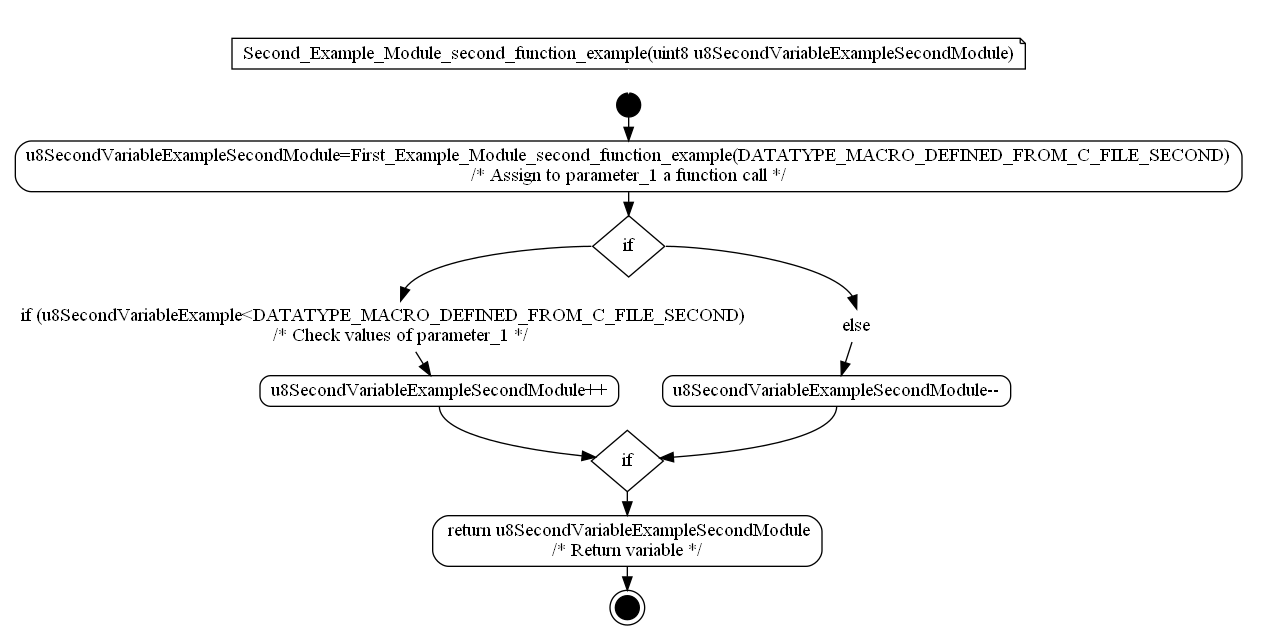 Second_Example_Module_second_function_example(uint8 u8SecondVariableExampleSecondModule)
u8SecondVariableExampleSecondModule=First_Example_Module_second_function_example(DATATYPE_MACRO_DEFINED_FROM_C_FILE_SECOND)
/* Assign to parameter_1 a function call */
if
if (u8SecondVariableExample<DATATYPE_MACRO_DEFINED_FROM_C_FILE_SECOND)
/* Check values of parameter_1 */
else
u8SecondVariableExampleSecondModule++
u8SecondVariableExampleSecondModule--
if
return u8SecondVariableExampleSecondModule
/* Return variable */